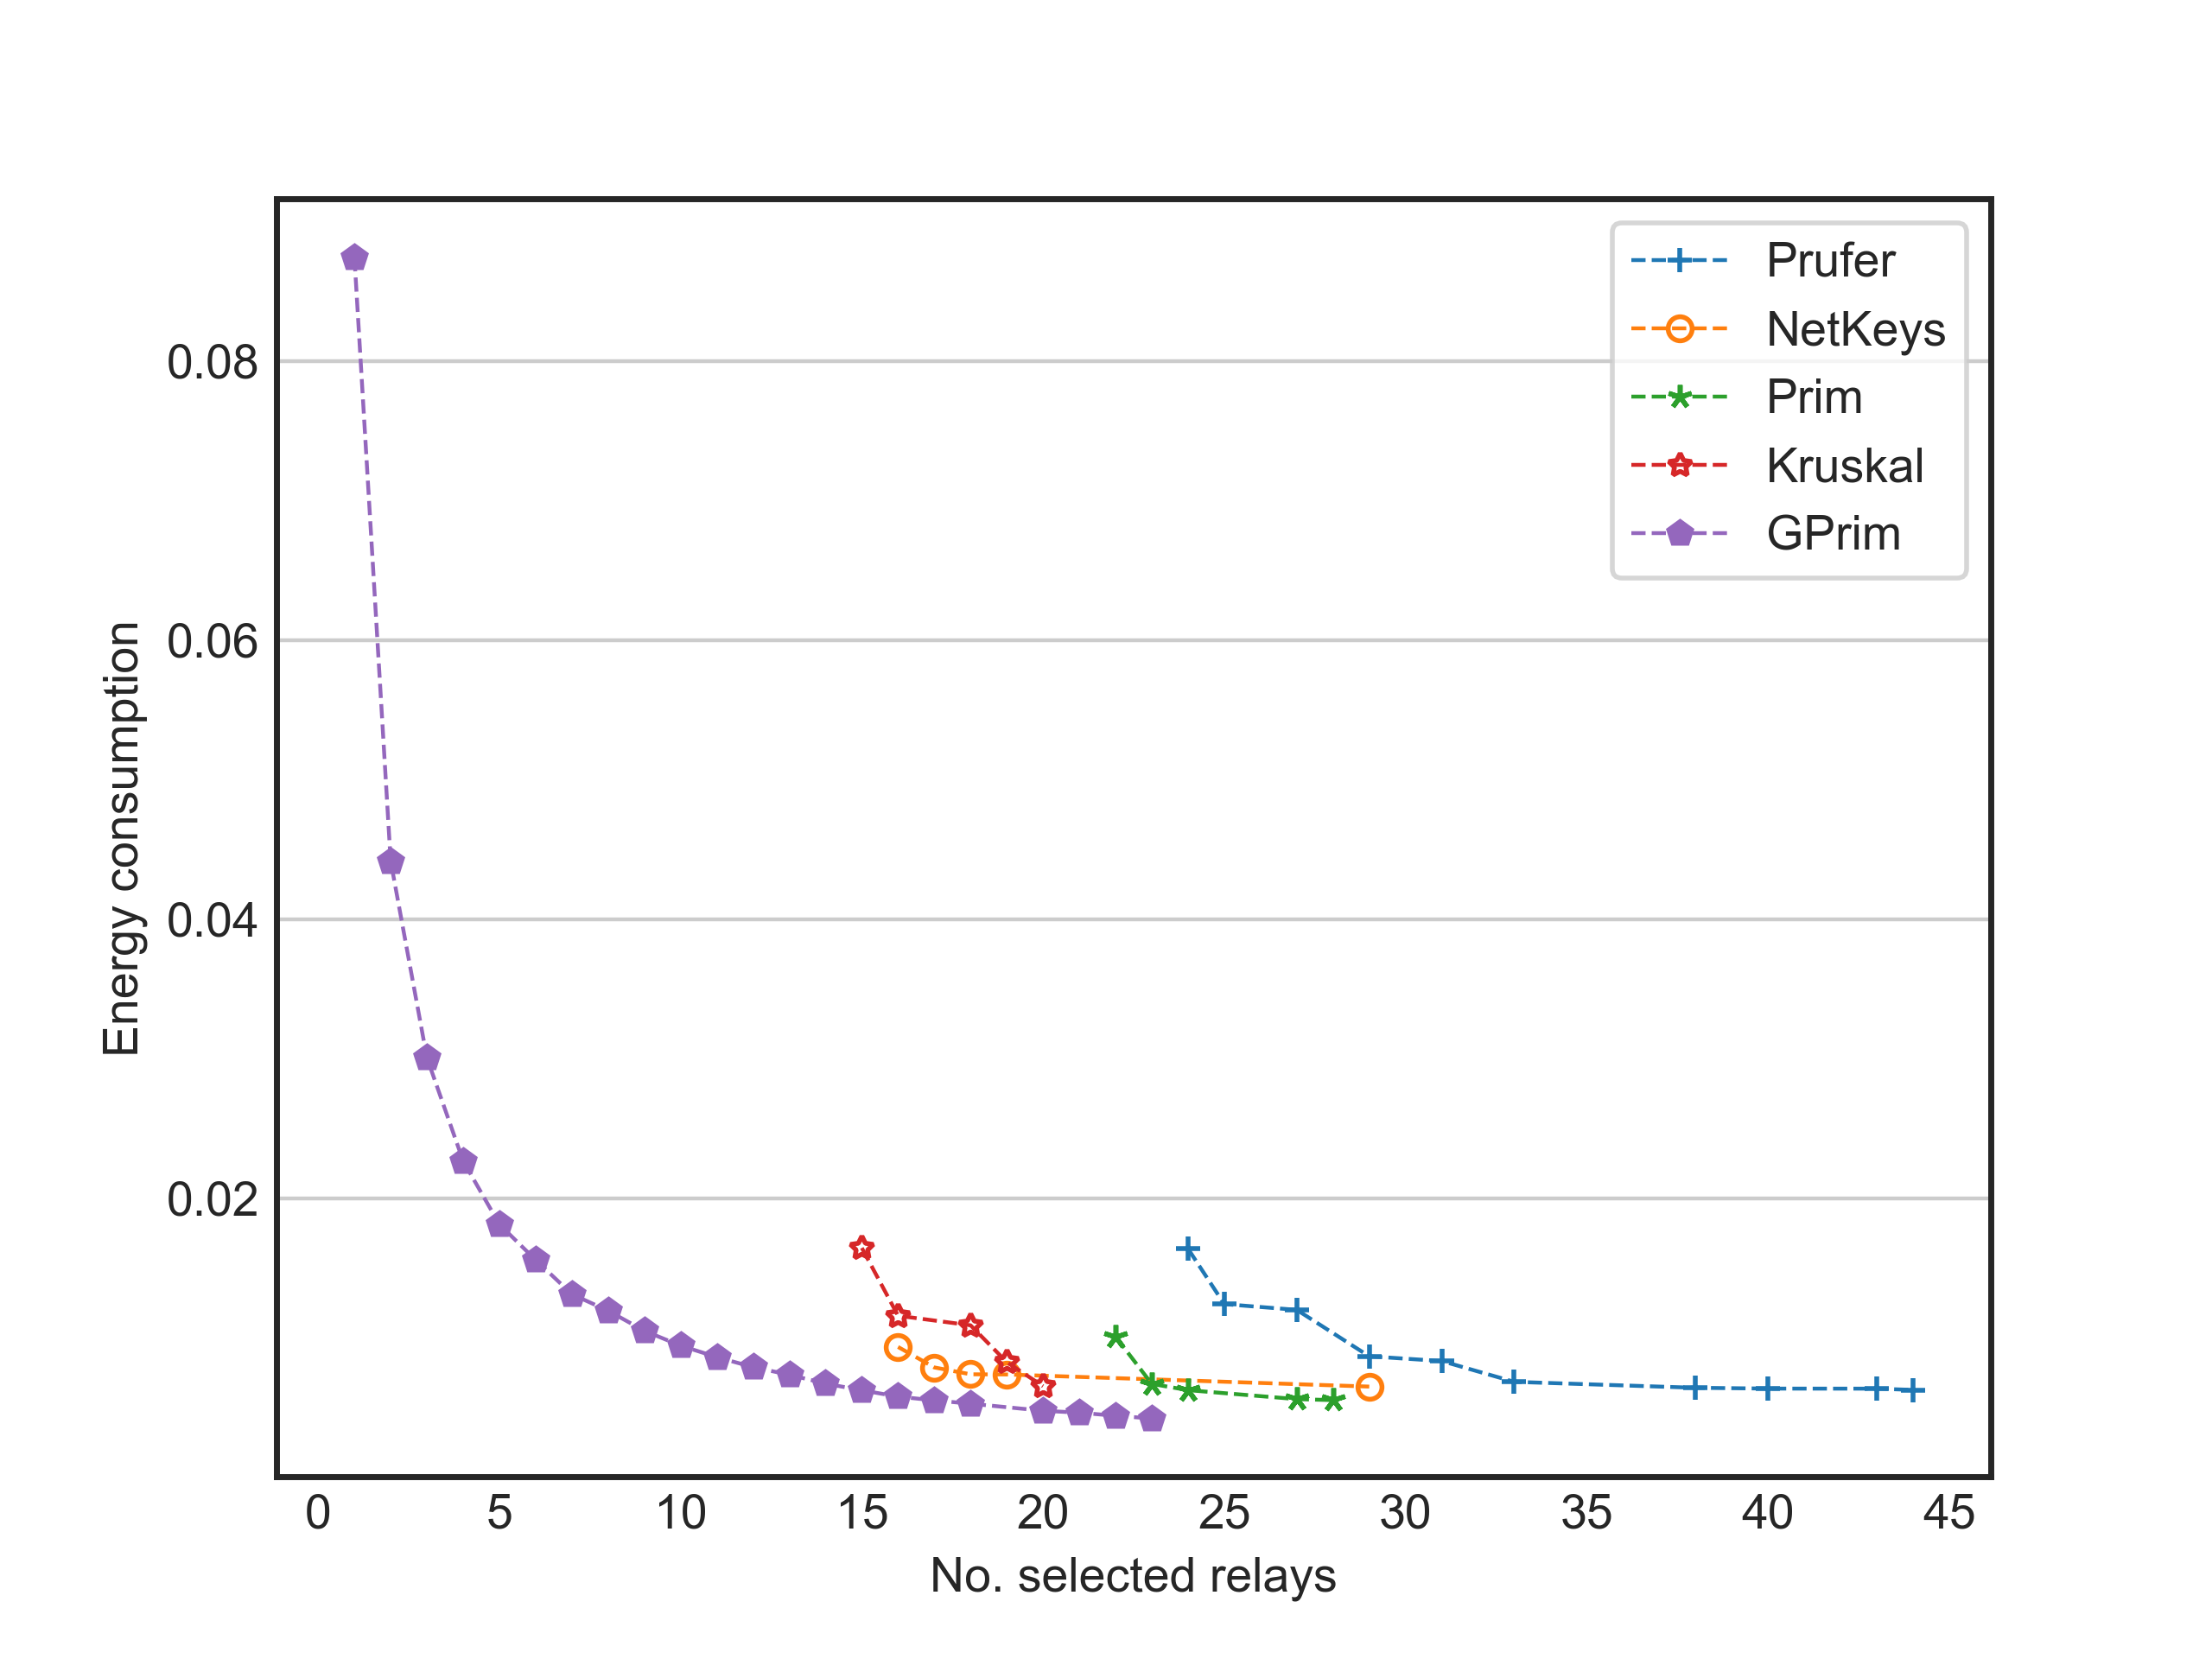 Prufer
NetKeys
Prim
Kruskal
GPrim
0.08
0.06
0.04
0.02
Energy consumption
0 5 10 15 20 25 30 35 40 45
No. selected relays